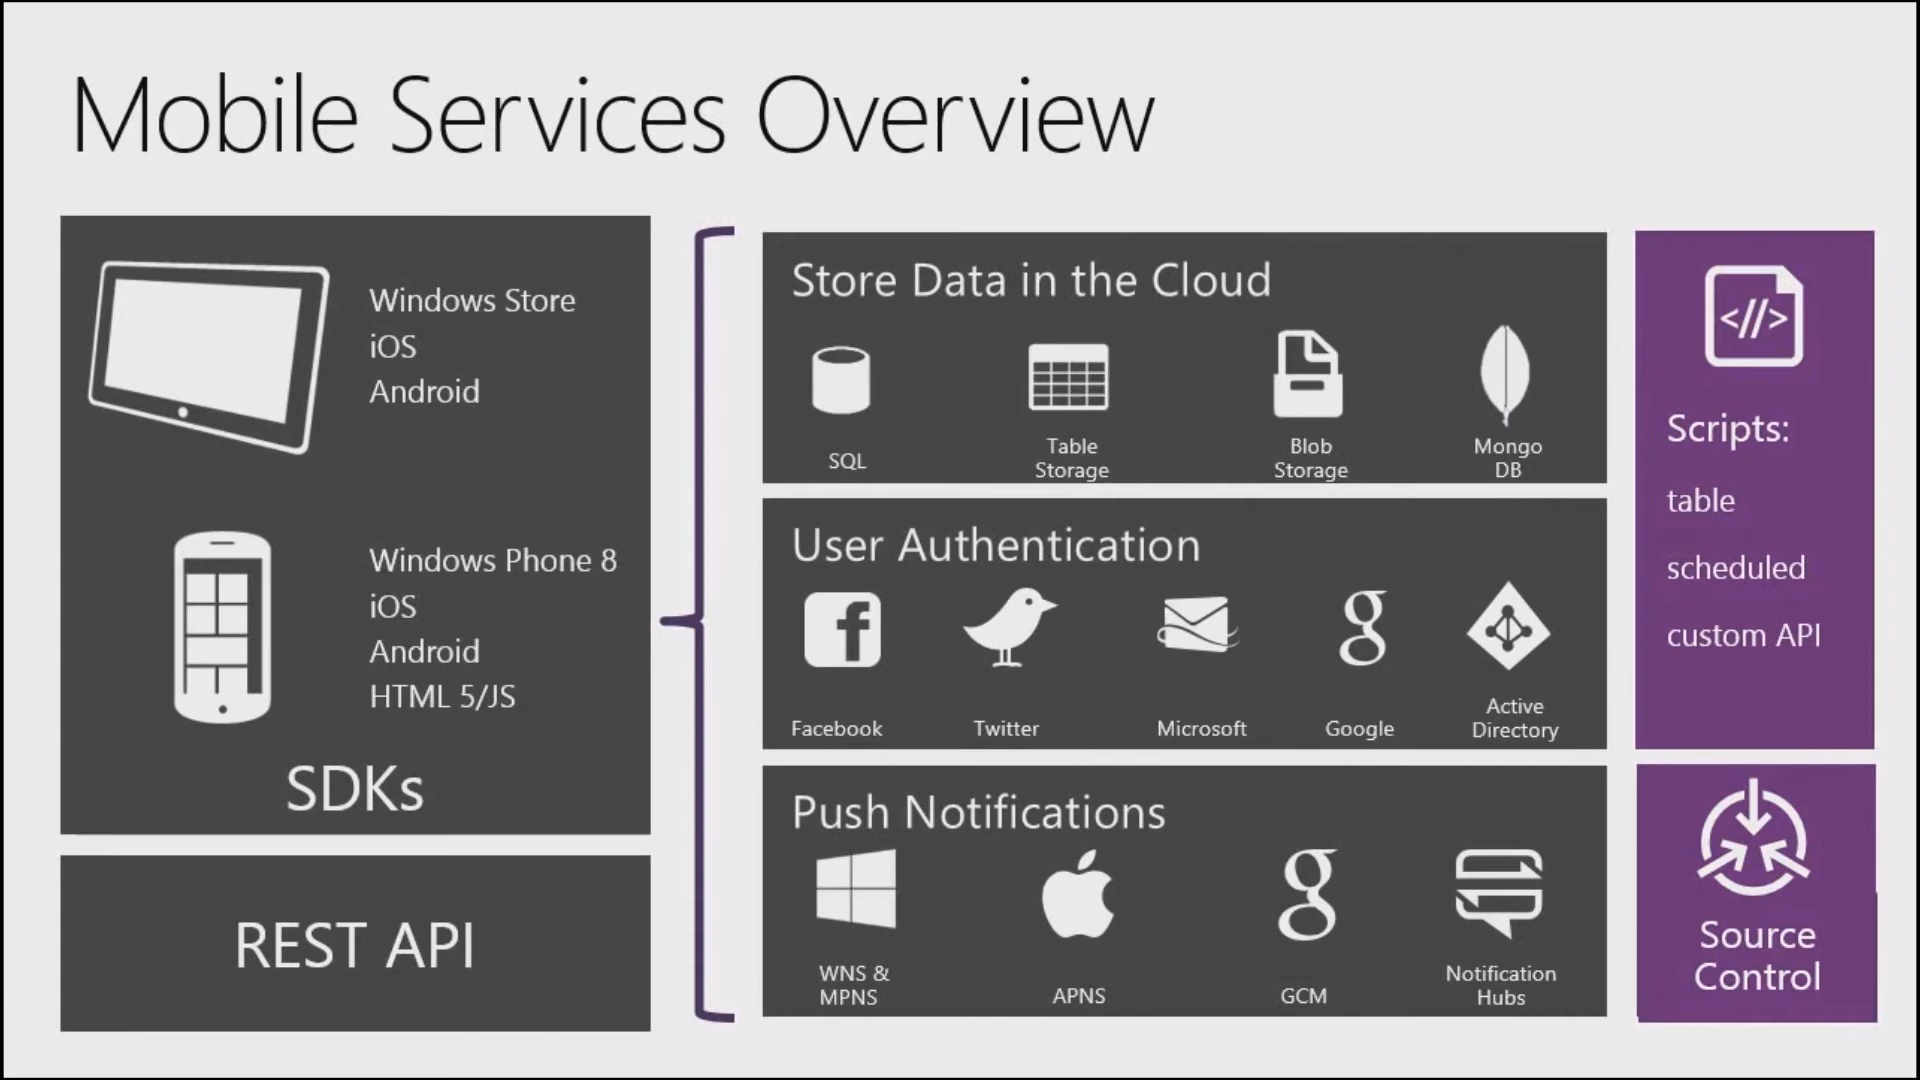 Mobile Services Overview
Windows Store
iOS
Android
Windows Phone 8
iOS
Android
HTML 5/JS
SDKs
REST API
Store Data in the Cloud
SQL
Table
Storage
Blob
Storage
Mongo
DB
User Authentication
Facebook
Twitter
Microsoft
Google
Active
Directory
Push Notifications
WNS &
MPNS
APNS
GCM
Notification
Hubs
<//>
Scripts:
table
scheduled
custom API
Source
Control